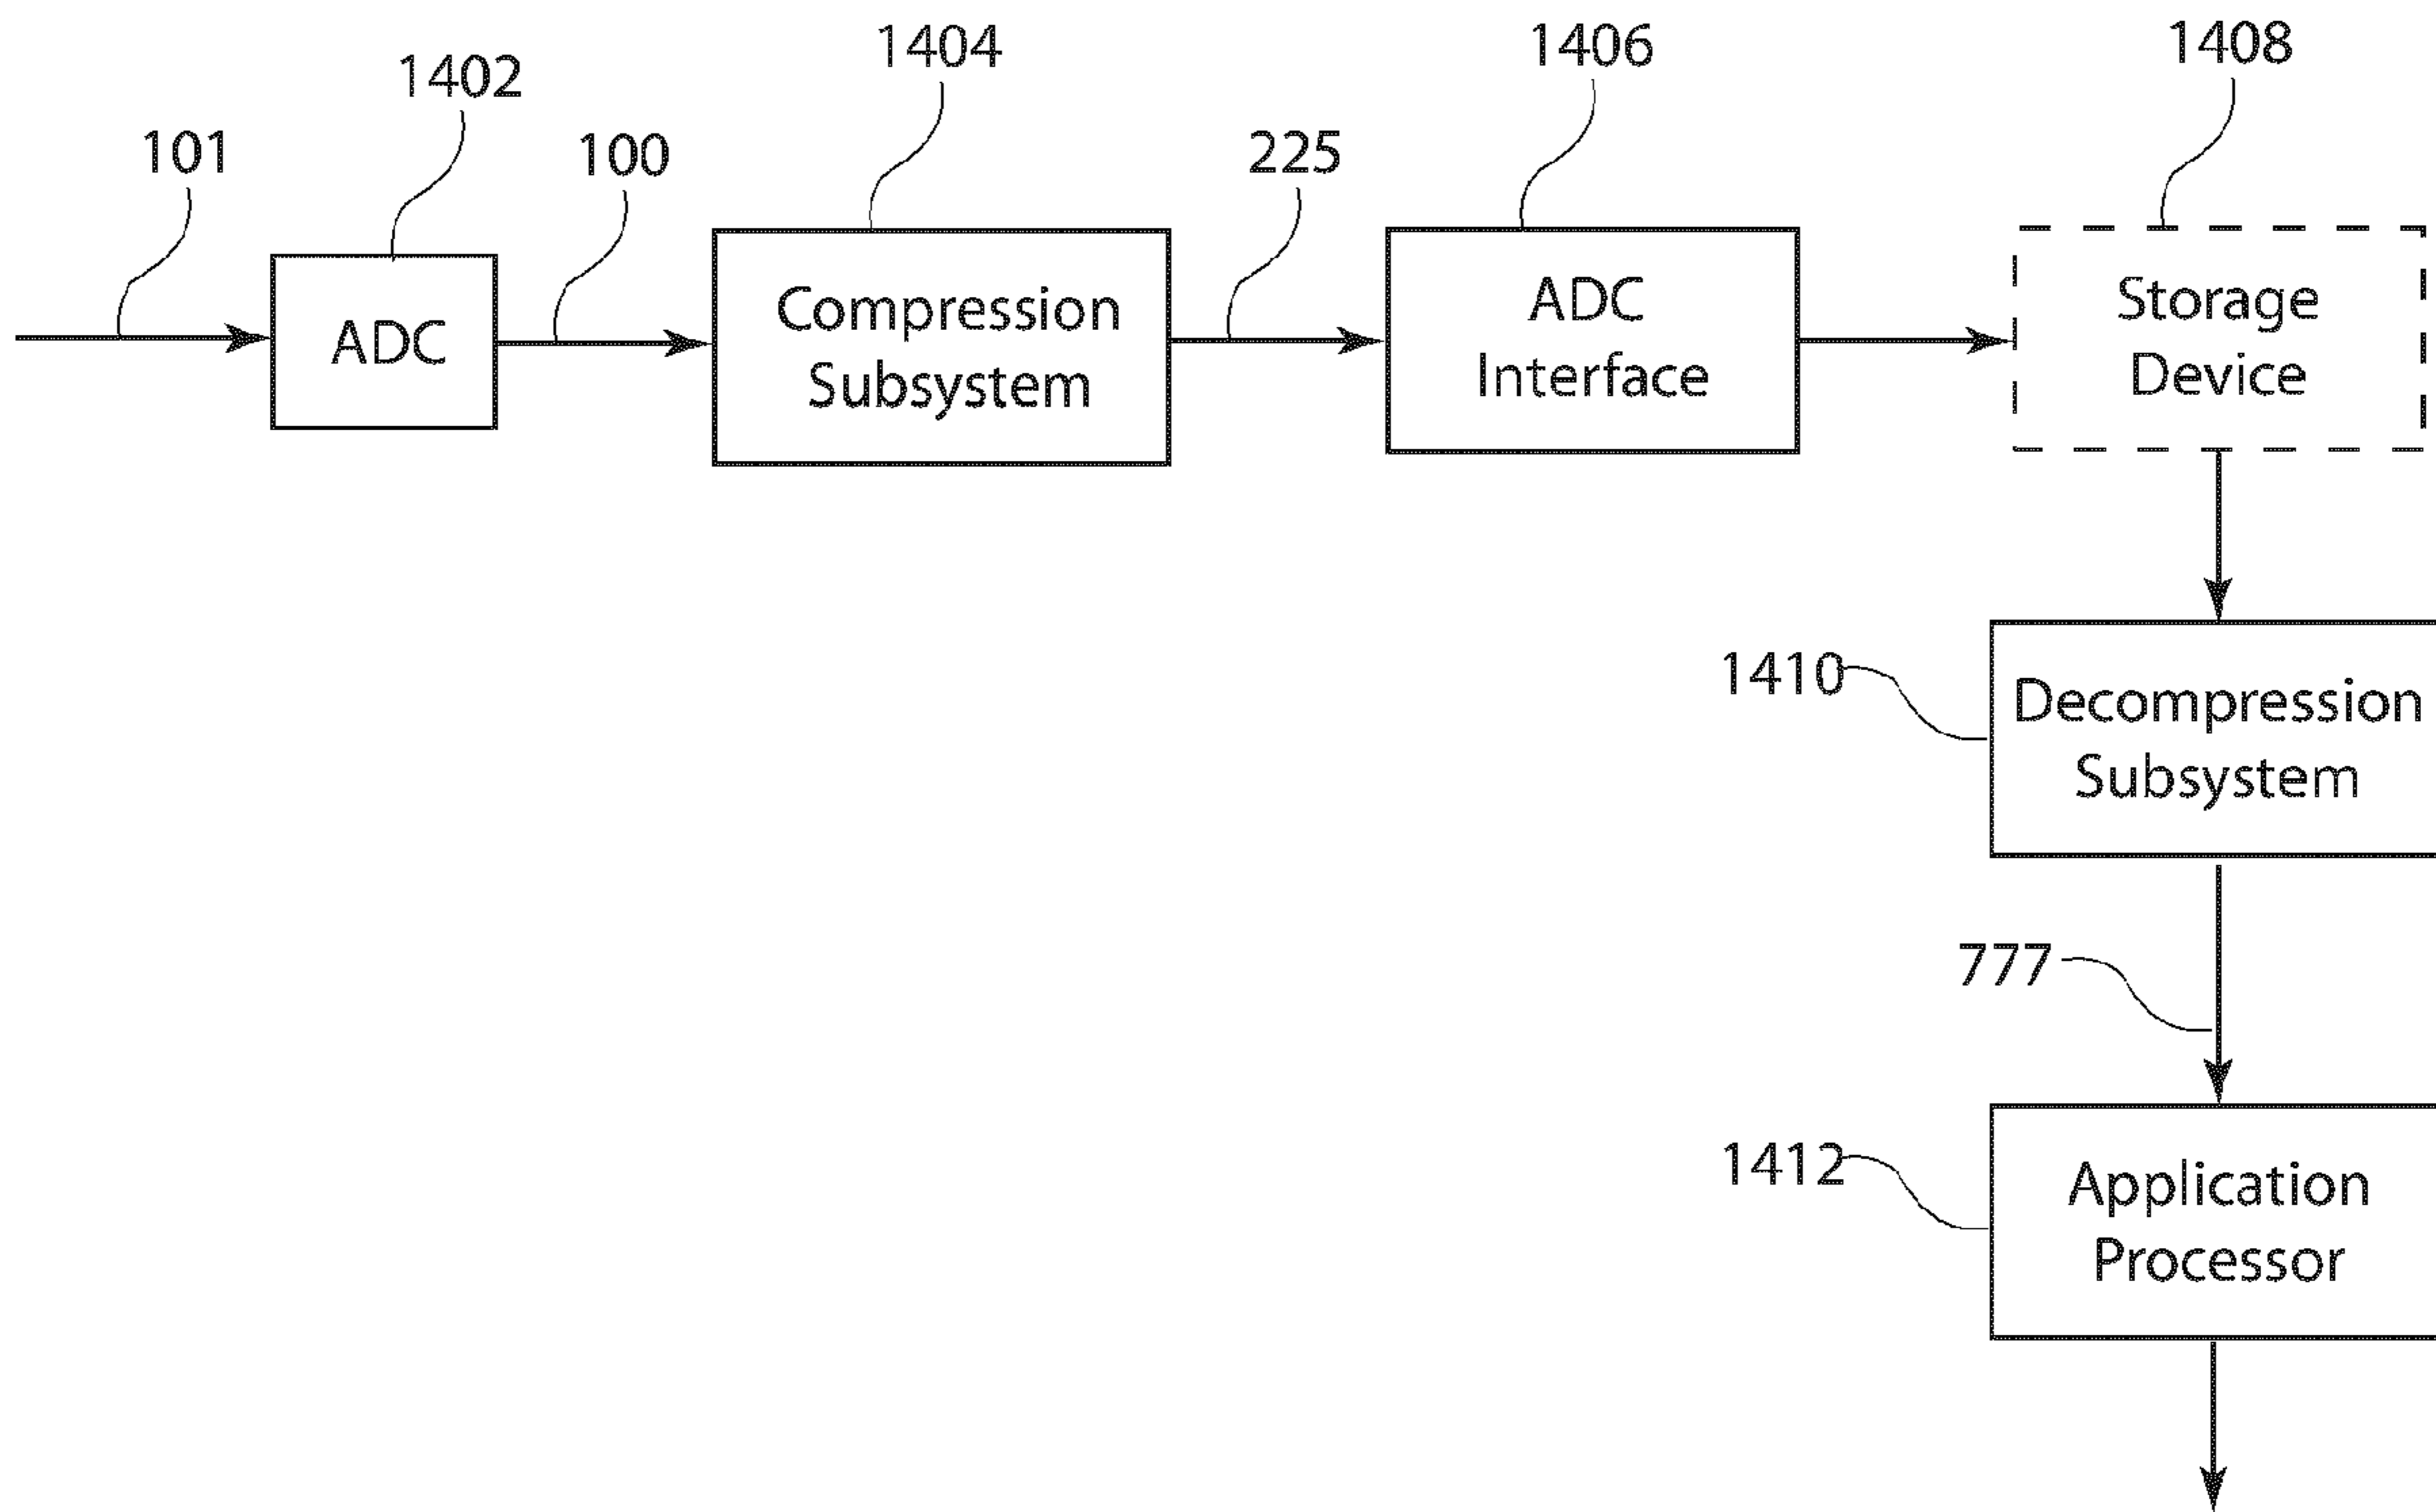 1404
1406
1408
1402
101
100
225
ADC
Compression
Subsystem
ADC
Interface
Storage
Device
1410
Decompression
Subsystem
777
1412
Application
Processor